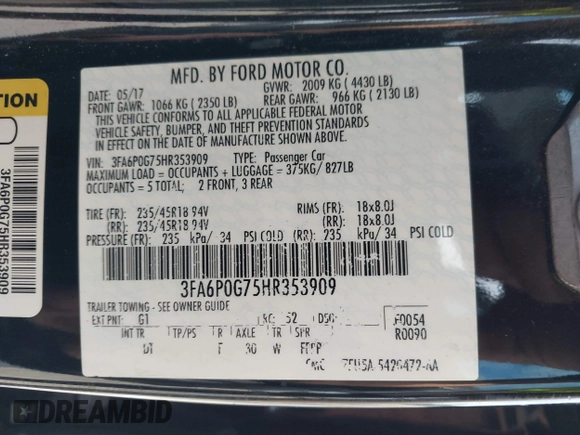 MFD. BY FORD MOTOR CO.
DATE: 05/17 GVWR: 2009 KG ( 4430 LB)
FRONT GAWR: 1066 KG ( 2350 LB) REAR GAWR: 966 KG ( 2130 LB)
THIS VEHICLE CONFORMS TO ALL APPLICABLE FEDERAL MOTOR
VEHICLE SAFETY, BUMPER, AND THEFT PREVENTION STANDARDS IN
EFFECT ON THE DATE OF MANUFACTURE SHOWN ABOVE.
VIN: 3FA6P0G75HR353909 TYPE: Passenger Car
MAXIMUM LOAD = OCCUPANTS + LUGGAGE = 375KG/ 827LB
OCCUPANTS = 5 TOTAL: 2 FRONT, 3 REAR
TIRE (FR): 235/45R18 94V RIMS (FR): 18x8.0J
(RR): 235/45R18 94V (RR): 18x8.0J
PRESSURE (FR): 235 kPa/ 34 PSI COLD (RR): 235 kPa/ 34 PSI COLD
3FA6P0G75HR353909
TRAILER TOWING - SEE OWNER GUIDE
EXT PNT: G1 RC: 52 DSO: F0054
INT TR TP/PS R AXLE TR SPR R0090
F W
TION
3FA6P0G75HR353909
DREAMBID